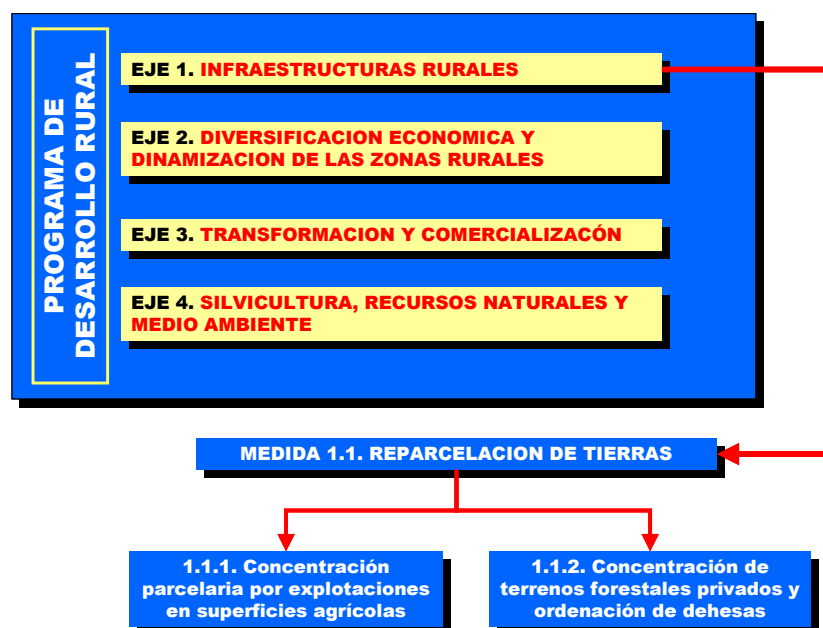 PROGRAMA DE
DESARROLLO RURAL
EJE 1. INFRAESTRUCTURAS RURALES
EJE 2. DIVERSIFICACION ECONOMICA Y
DINAMIZACION DE LAS ZONAS RURALES
EJE 3. TRANSFORMACION Y COMERCIALIZACÓN
EJE 4. SILVICULTURA, RECURSOS NATURALES Y
MEDIO AMBIENTE
MEDIDA 1.1. REPARCELACION DE TIERRAS
1.1.1. Concentración
parcelaria por explotaciones
en superficies agrícolas
1.1.2. Concentración de
terrenos forestales privados y
ordenación de dehesas